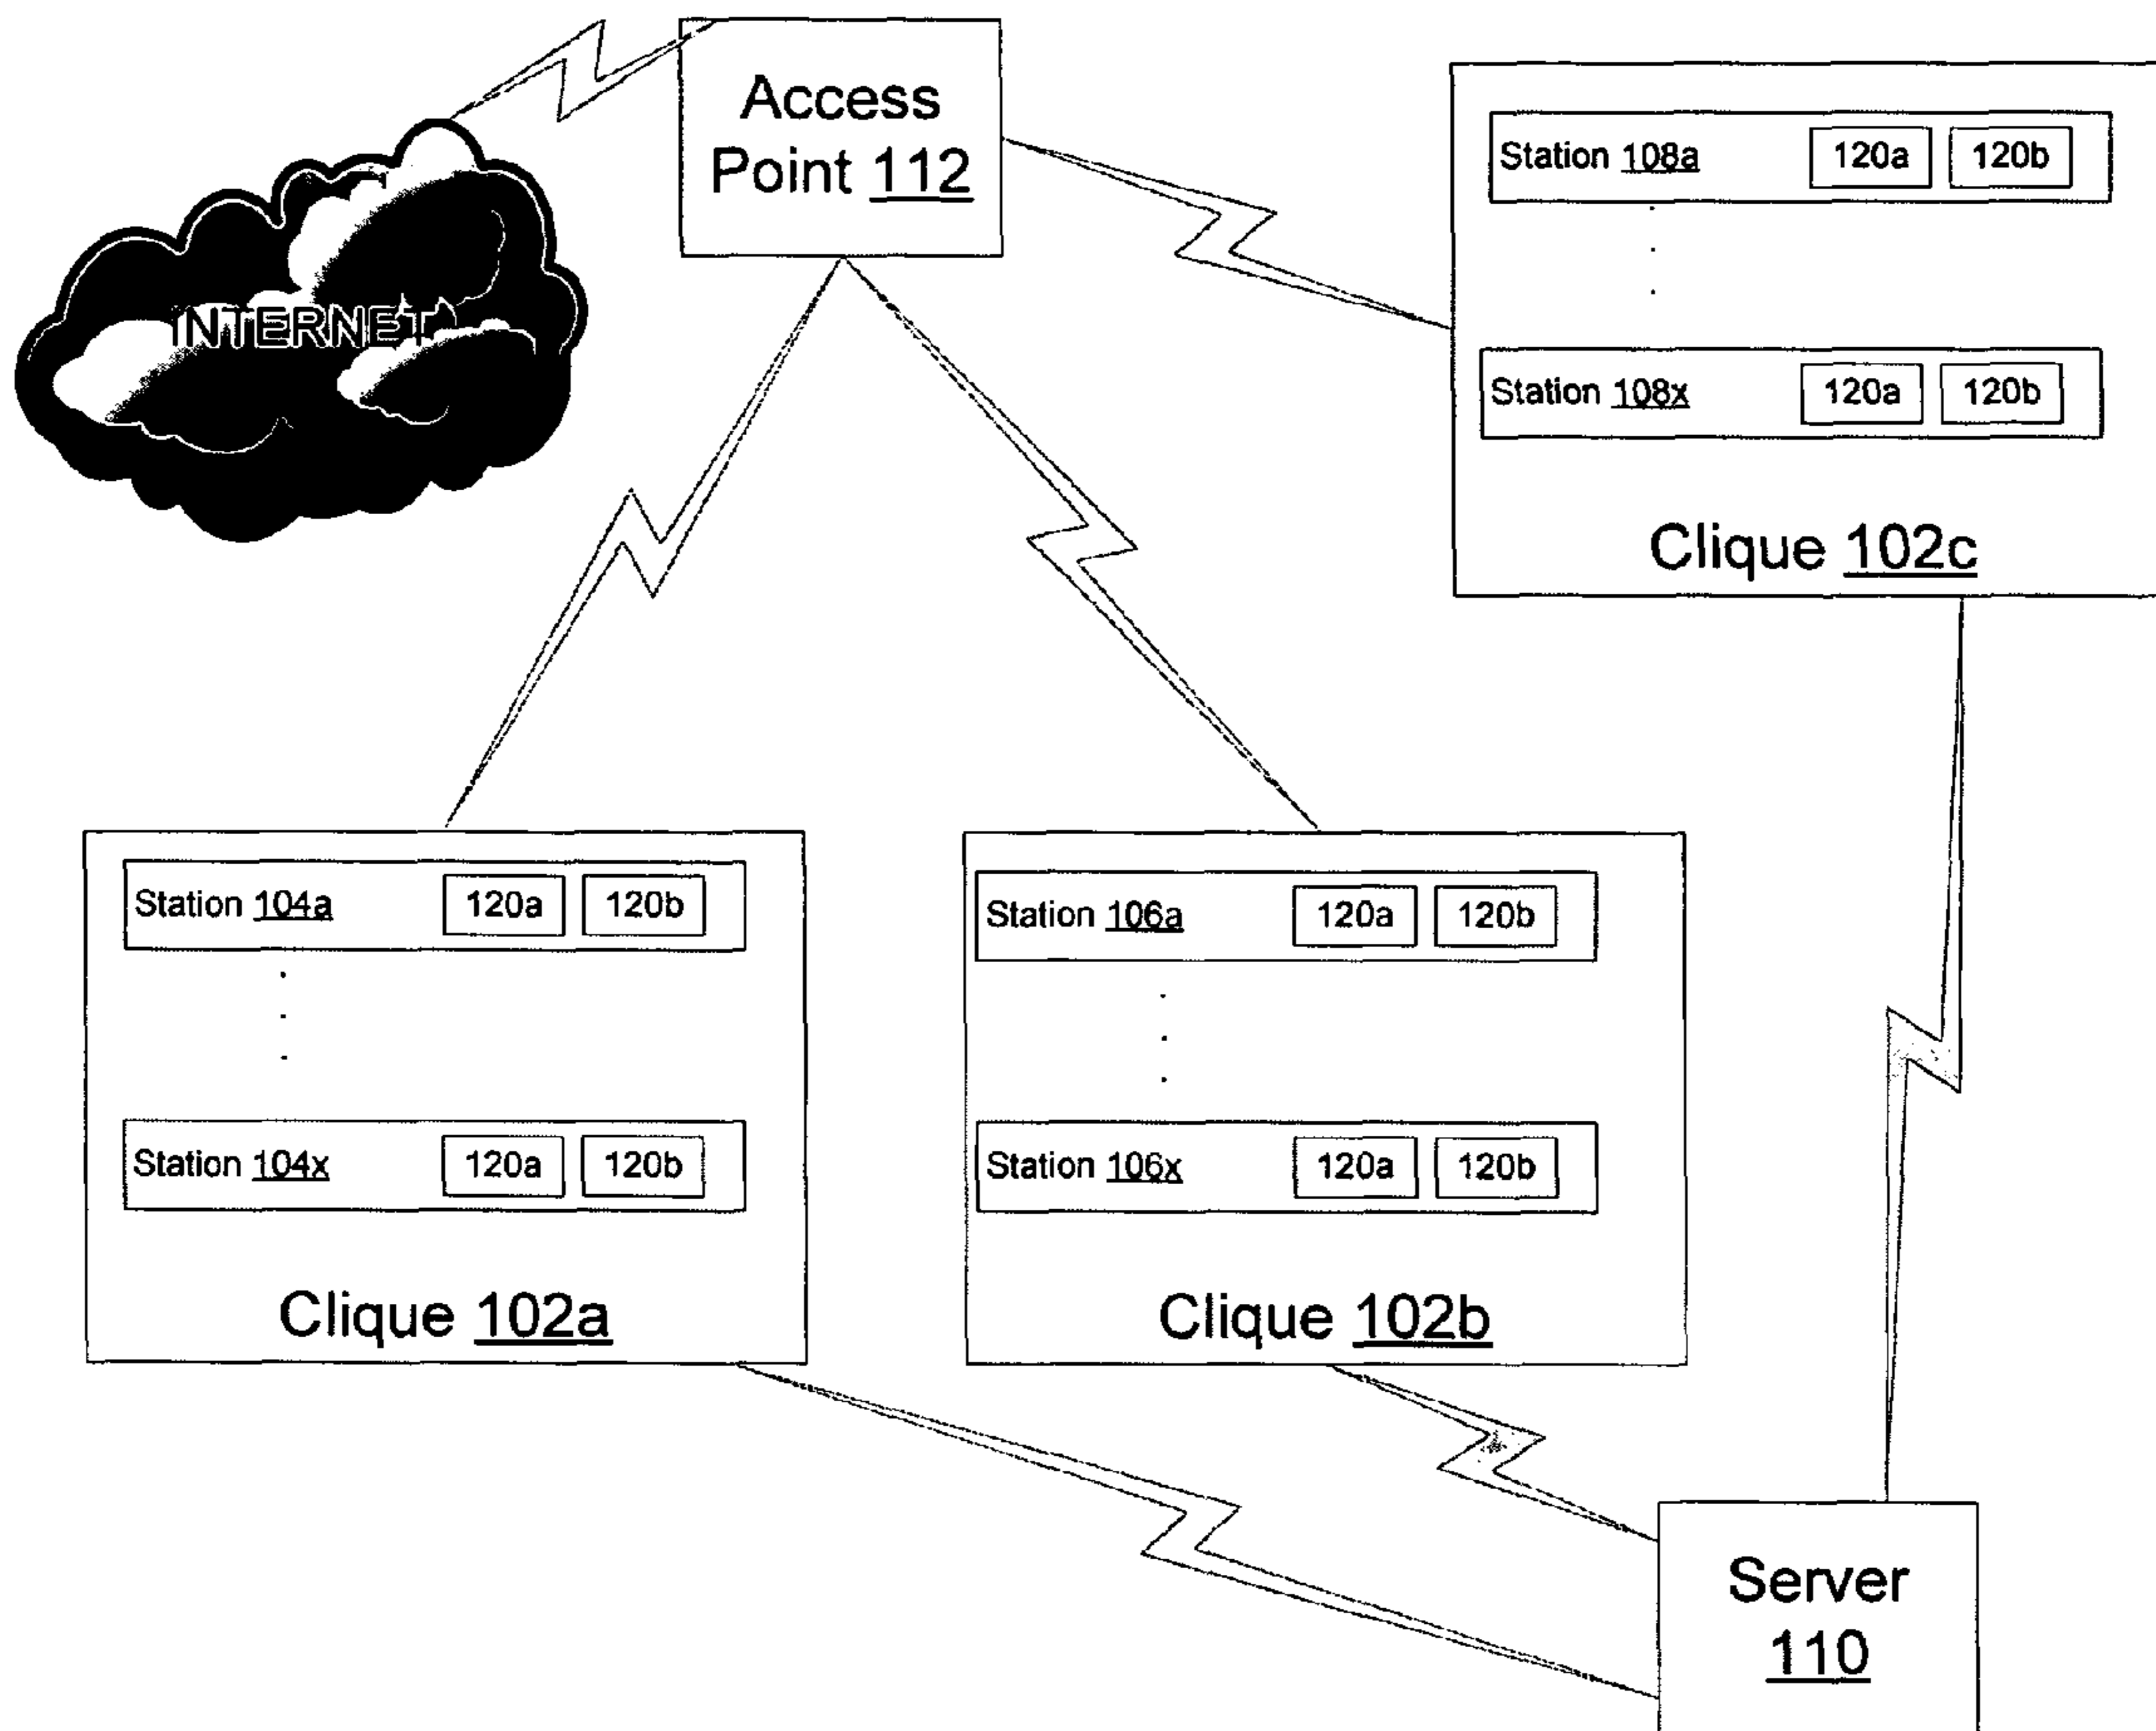 Access
Point 112
INTERNET
Station 108a 120a 120b
Station 108x 120a 120b
Clique 102c
Station 104a 120a 120b
Station 104x 120a 120b
Clique 102a
Station 106a 120a 120b
Station 106x 120a 120b
Clique 102b
Server
110